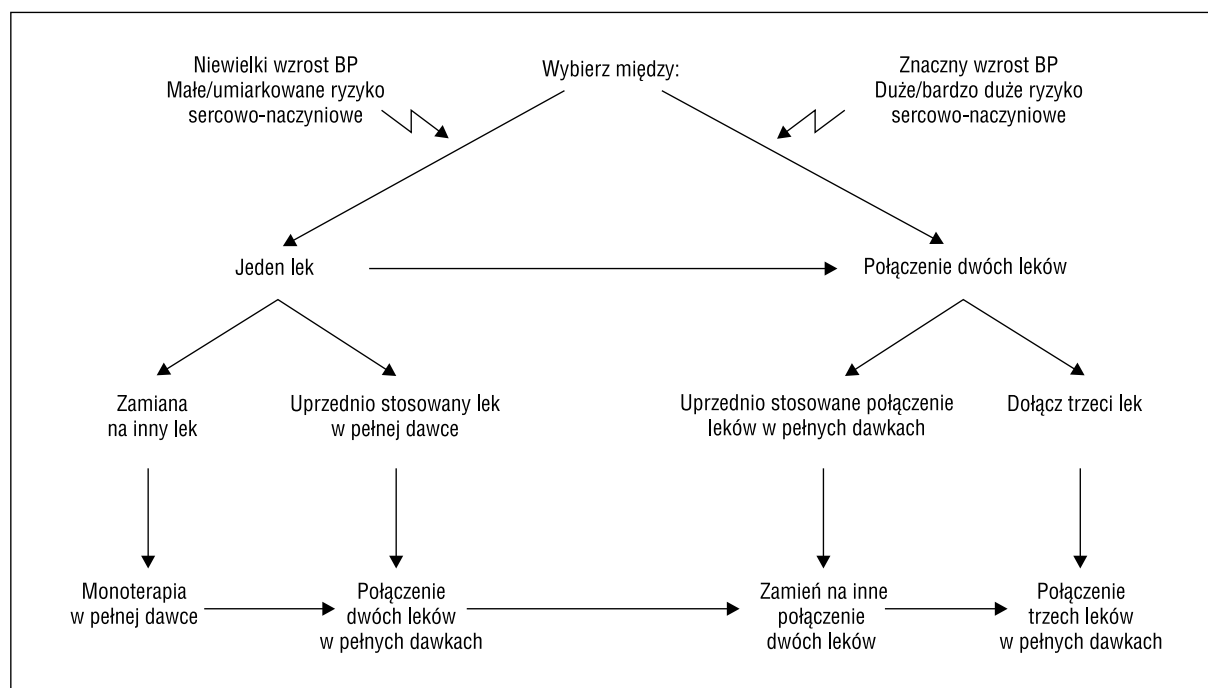 Niewielki wzrost BP
Małe/umiarkowane ryzyko
sercowo-naczyniowe
Wybierz między:
Znaczny wzrost BP
Duże/bardzo duże ryzyko
sercowo-naczyniowe
Jeden lek
Połączenie dwóch leków
Zamiana
na inny lek
Uprzednio stosowany lek
w pełnej dawce
Uprzednio stosowane połączenie
leków w pełnych dawkach
Dołącz trzeci lek
Monoterapia
w pełnej dawce
Połączenie
dwóch leków
w pełnych dawkach
Zamień na inne
połączenie
dwóch leków
Połączenie
trzech leków
w pełnych dawkach